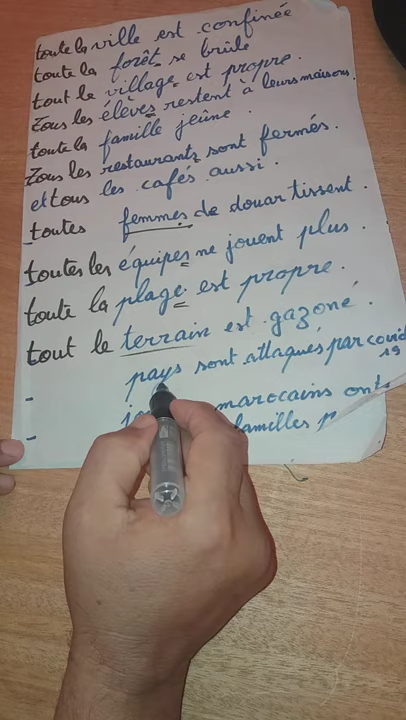 toute la ville est confinée
toute la forêt se brûle
tout le village est propre.
Tous les élèves restent à leurs maisons.
toute la famille jeûne.
Tous les restaurants sont fermés.
et tous les cafés aussi.
toutes femmes de douar tissent.
toutes les équipes ne jouent plus.
toute la plage est propre.
tout le terrain est gazoné.
pays sont attaqués par covid
19
- marocains ont
- familles